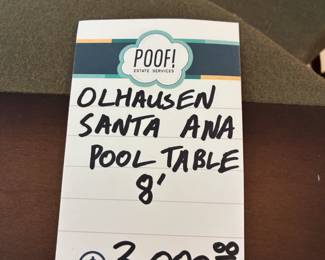 POOF!
ESTATE SERVICES
OLHAUSEN
SANTA ANA
POOL TABLE
8'